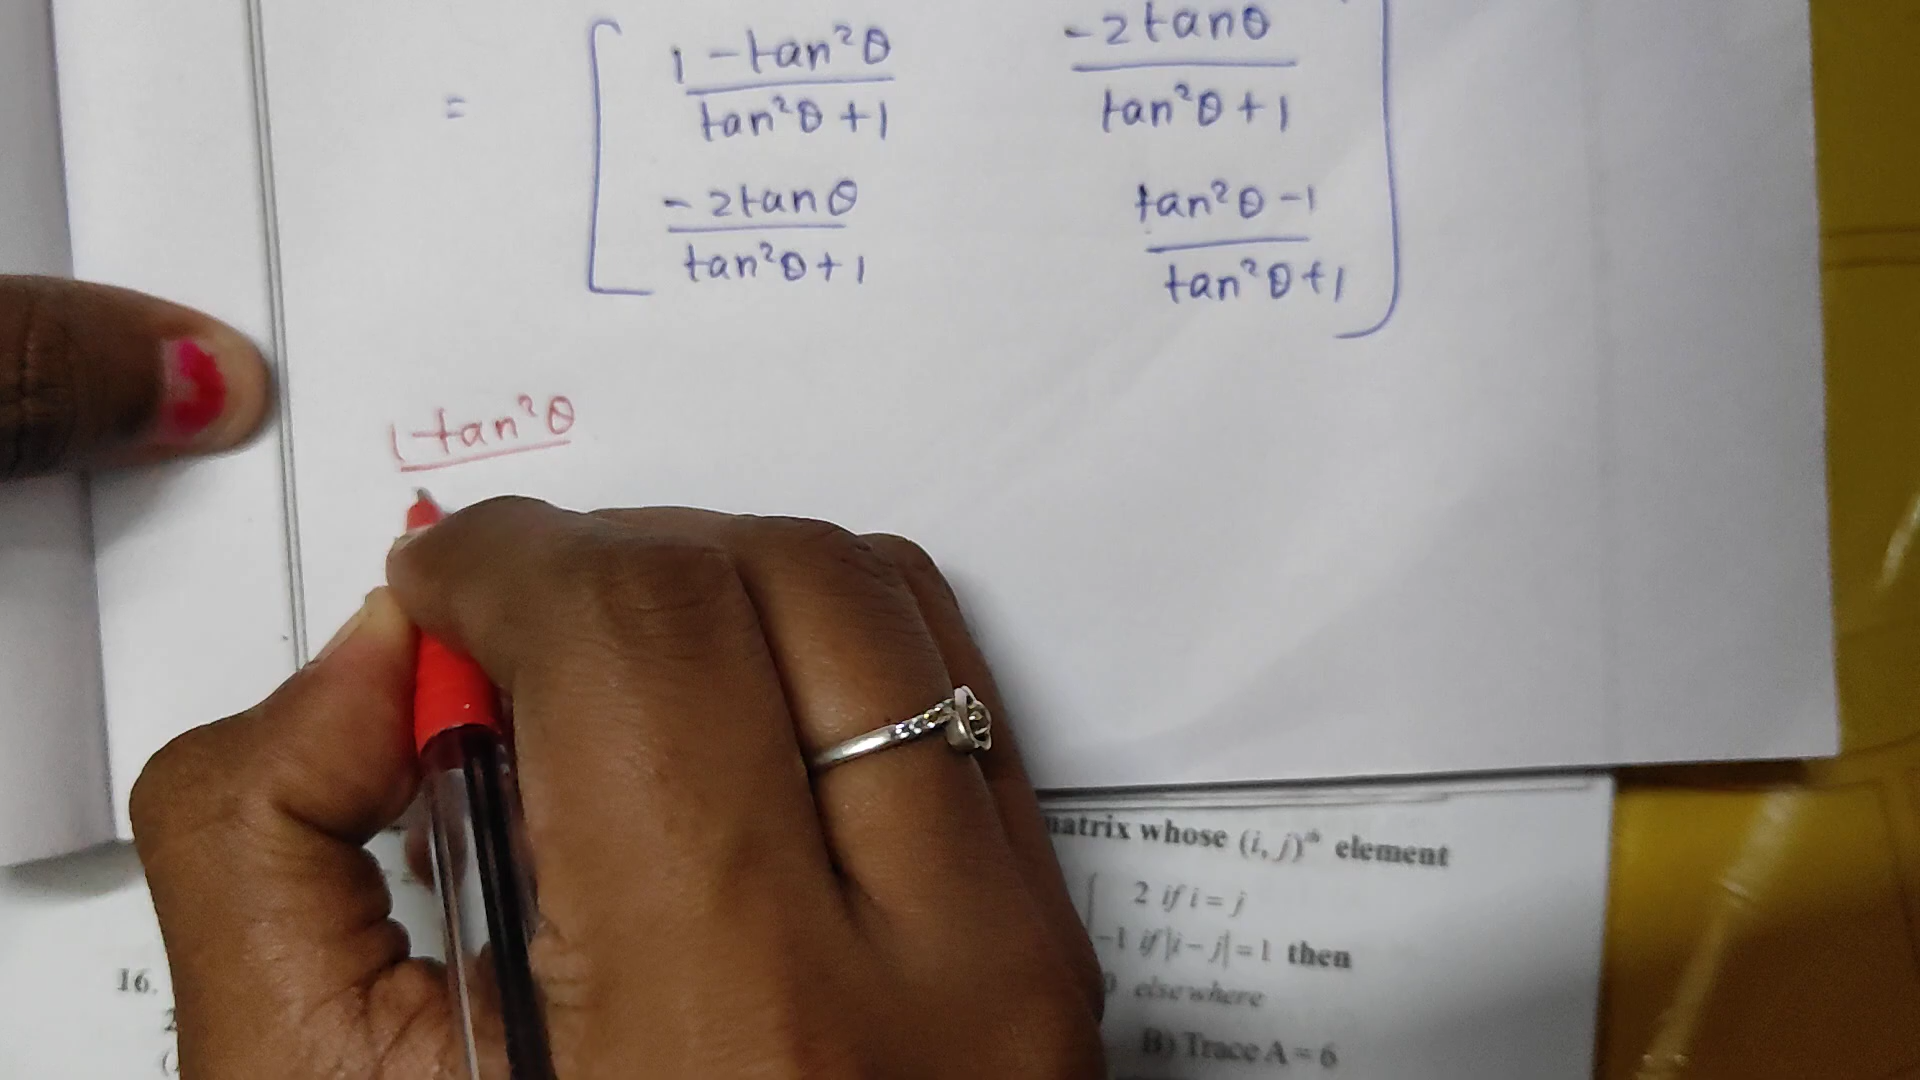 1 - tan²θ -2tanθ
= tan²θ + 1 tan²θ + 1
-2tanθ tan²θ - 1
tan²θ + 1 tan²θ + 1
1-tan²θ
matrix whose (i, j)ᵗʰ element
2 if i = j
-1 if |i - j| = 1 then
elsewhere
16.
B) Trace A = 6